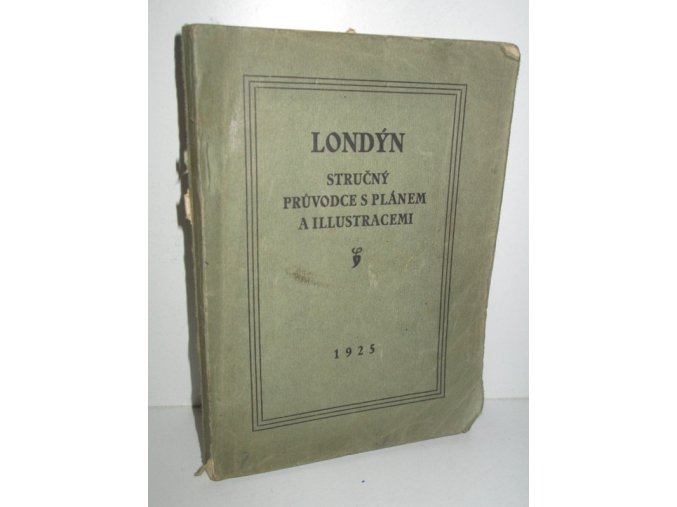 LONDÝN
STRUČNÝ
PRŮVODCE S PLÁNEM
A ILLUSTRACEMI
1925